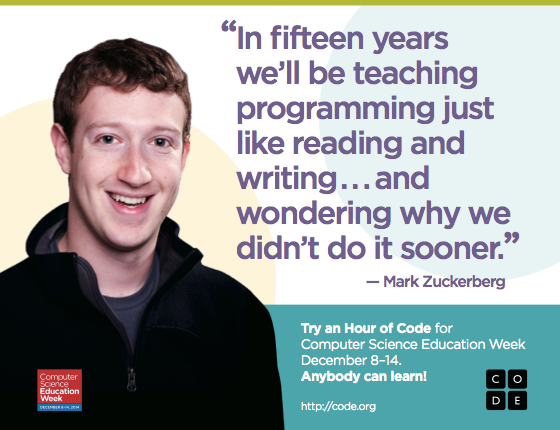 “In fifteen years
we’ll be teaching
programming just
like reading and
writing...and
wondering why we
didn’t do it sooner.”
— Mark Zuckerberg
Try an Hour of Code for
Computer Science Education Week
December 8–14.
Anybody can learn!
http://code.org
C O
D E
Computer
Science
Education
Week
DECEMBER 8-14, 2014